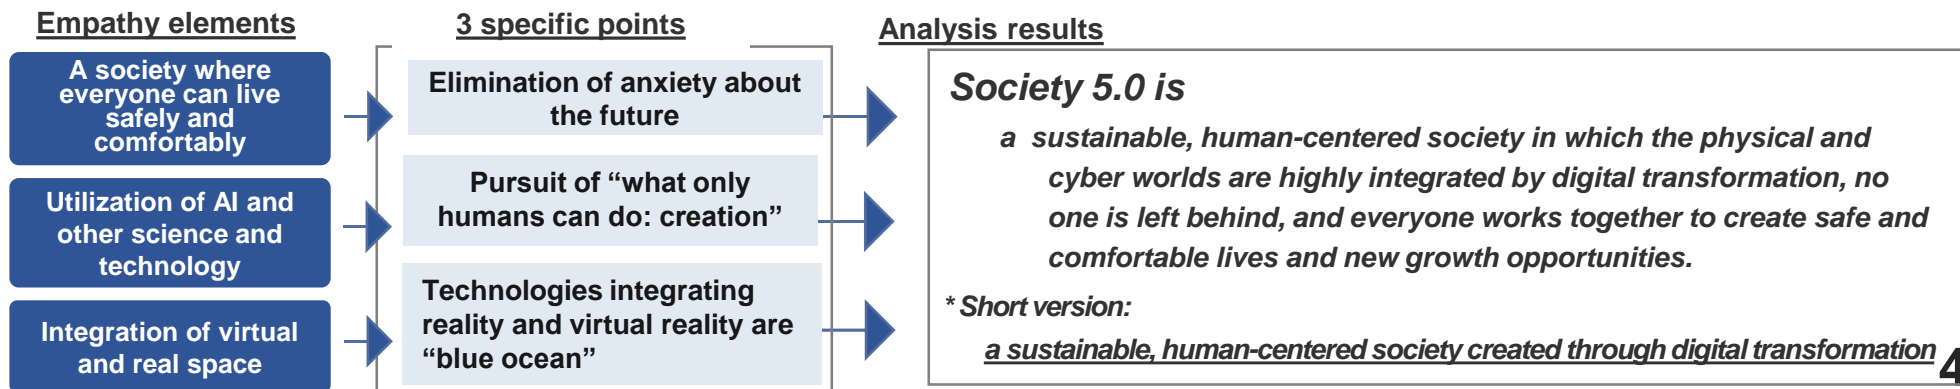 Empathy elements
A society where
everyone can live
safely and
comfortably
Utilization of AI and
other science and
technology
Integration of virtual
and real space
3 specific points
Elimination of anxiety about
the future
Pursuit of “what only
humans can do: creation”
Technologies integrating
reality and virtual reality are
“blue ocean”
Analysis results
Society 5.0 is
a sustainable, human-centered society in which the physical and
cyber worlds are highly integrated by digital transformation, no
one is left behind, and everyone works together to create safe and
comfortable lives and new growth opportunities.
* Short version:
a sustainable, human-centered society created through digital transformation
4